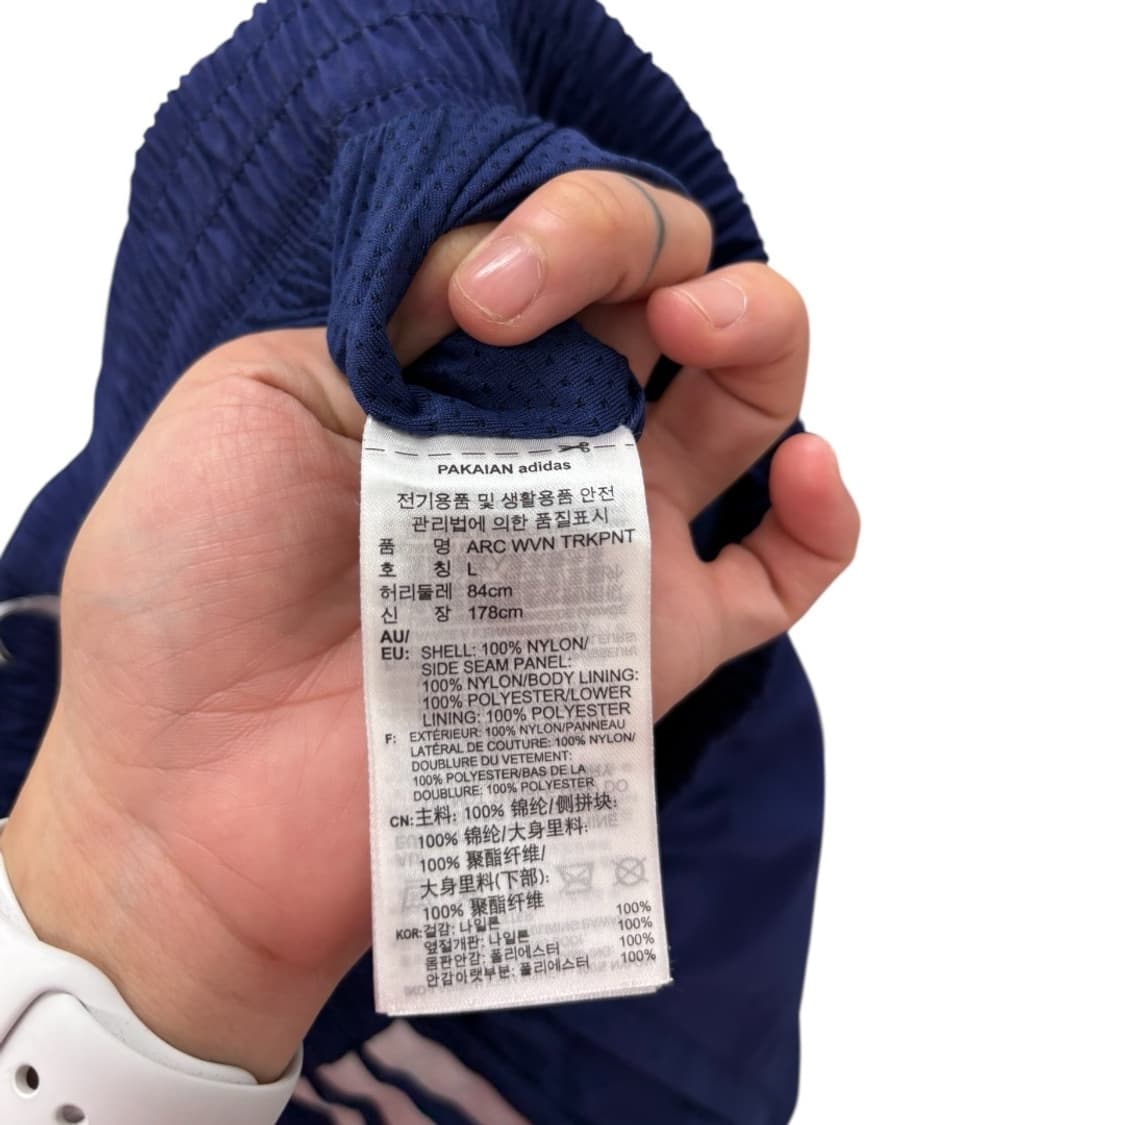 PAKAIAN adidas
전기용품 및 생활용품 안전
관리법에 의한 품질표시
품 명 ARC WVN TRKPNT
호 칭 L
허리둘레 84cm
신 장 178cm
AU/
EU: SHELL: 100% NYLON/
SIDE SEAM PANEL:
100% NYLON/BODY LINING:
100% POLYESTER/LOWER
LINING: 100% POLYESTER
F: EXTÉRIEUR: 100% NYLON/PANNEAU
LATÉRAL DE COUTURE: 100% NYLON/
DOUBLURE DU VETEMENT:
100% POLYESTER/BAS DE LA
DOUBLURE: 100% POLYESTER
CN: 主料: 100% 锦纶/侧拼块:
100% 锦纶/大身里料:
100% 聚酯纤维/
大身里料(下部):
100% 聚酯纤维
KOR: 겉감: 나일론 100%
옆절개판: 나일론 100%
몸판안감: 폴리에스터 100%
안감아랫부분: 폴리에스터 100%